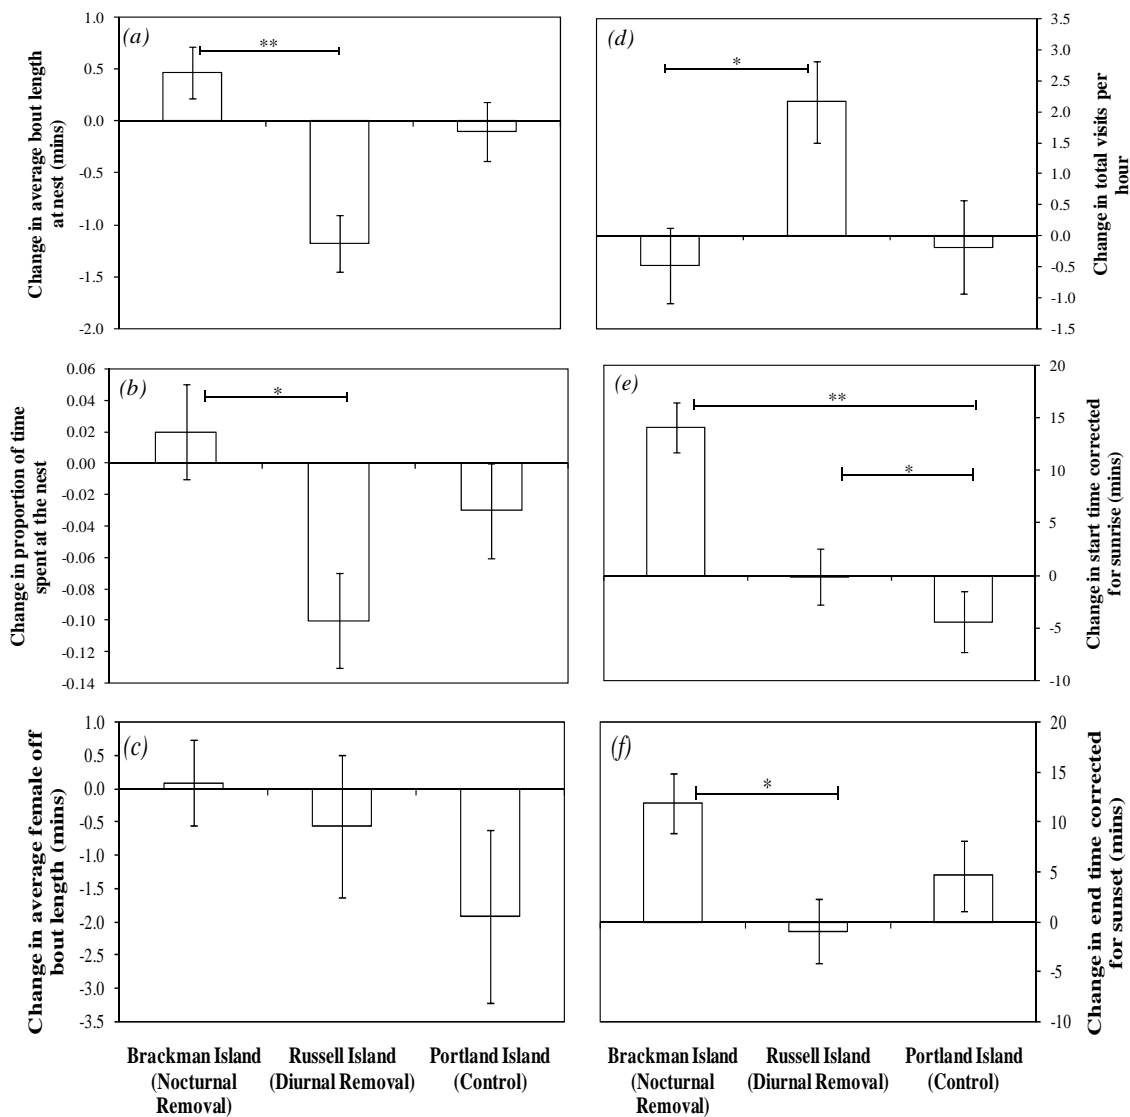 (a)
Change in average bout length
at nest (mins)
1.0
0.5
0.0
-0.5
-1.0
-1.5
-2.0
**
(d)
Change in total visits per
hour
3.5
3.0
2.5
2.0
1.5
1.0
0.5
0.0
-0.5
-1.0
-1.5
*
(b)
Change in proportion of time
spent at the nest
0.06
0.04
0.02
0.00
-0.02
-0.04
-0.06
-0.08
-0.10
-0.12
-0.14
*
(e)
Change in start time corrected
for sunrise (mins)
20
15
10
5
0
-5
-10
**
*
(c)
Change in average female off
bout length (mins)
1.0
0.5
0.0
-0.5
-1.0
-1.5
-2.0
-2.5
-3.0
-3.5
(f)
Change in end time corrected
for sunset (mins)
20
15
10
5
0
-5
-10
*
Brackman Island
(Nocturnal
Removal)
Russell Island
(Diurnal Removal)
Portland Island
(Control)
Brackman Island
(Nocturnal
Removal)
Russell Island
(Diurnal Removal)
Portland Island
(Control)